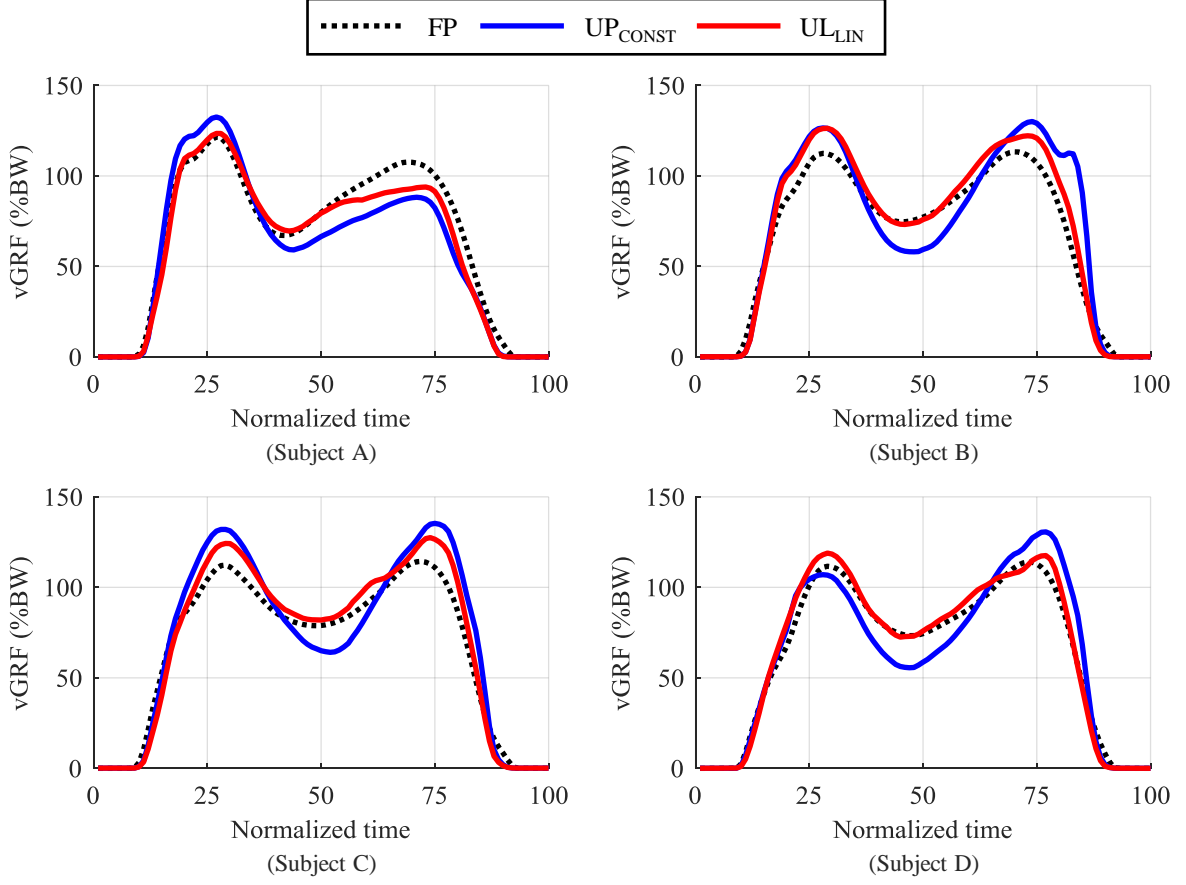 FP UP_CONST UL_LIN
150
100
50
0
vGRF (%BW)
0 25 50 75 100
Normalized time
(Subject A)
150
100
50
0
vGRF (%BW)
0 25 50 75 100
Normalized time
(Subject B)
150
100
50
0
vGRF (%BW)
0 25 50 75 100
Normalized time
(Subject C)
150
100
50
0
vGRF (%BW)
0 25 50 75 100
Normalized time
(Subject D)